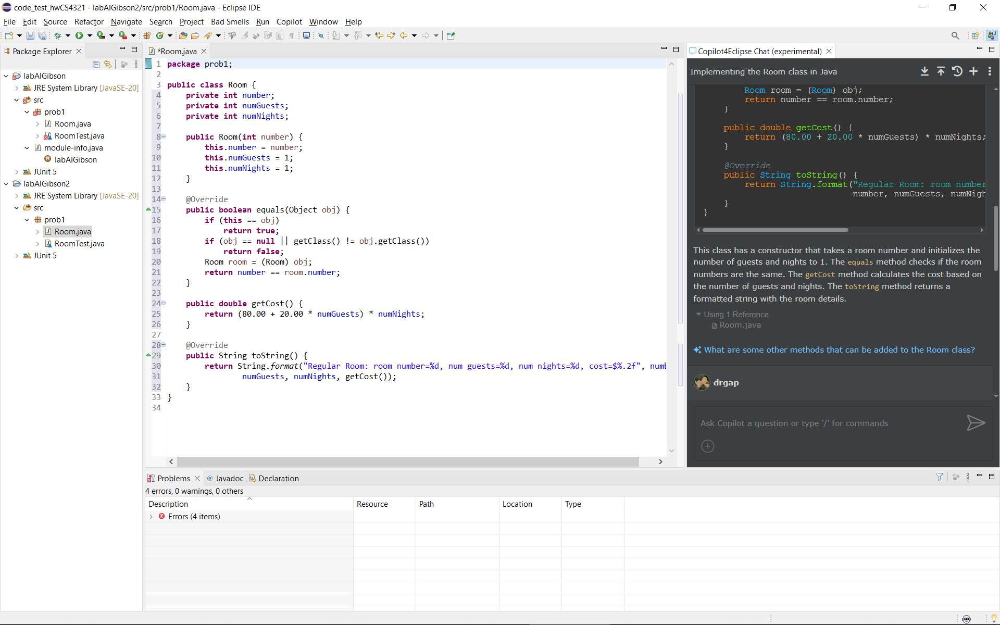 code_test_hwCS4321 - labAIGibson2/src/prob1/Room.java - Eclipse IDE
File Edit Source Refactor Navigate Search Project Bad Smells Run Copilot Window Help
Package Explorer
labAIGibson
JRE System Library [JavaSE-20]
src
prob1
Room.java
RoomTest.java
module-info.java
labAIGibson
JUnit 5
labAIGibson2
JRE System Library [JavaSE-20]
src
prob1
Room.java
RoomTest.java
JUnit 5
*Room.java
1 package prob1;
2
3 public class Room {
4 private int number;
5 private int numGuests;
6 private int numNights;
7
8 public Room(int number) {
9 this.number = number;
10 this.numGuests = 1;
11 this.numNights = 1;
12 }
13
14 @Override
15 public boolean equals(Object obj) {
16 if (this == obj)
17 return true;
18 if (obj == null || getClass() != obj.getClass())
19 return false;
20 Room room = (Room) obj;
21 return number == room.number;
22 }
23
24 public double getCost() {
25 return (80.00 + 20.00 * numGuests) * numNights;
26 }
27
28 @Override
29 public String toString() {
30 return String.format("Regular Room: room number=%d, num guests=%d, num nights=%d, cost=$%.2f", numb
31 numGuests, numNights, getCost());
32 }
33 }
34
Copilot4Eclipse Chat (experimental)
Implementing the Room class in Java
Room room = (Room) obj;
return number == room.number;
}
public double getCost() {
return (80.00 + 20.00 * numGuests) * numNights;
}
@Override
public String toString() {
return String.format("Regular Room: room number
number, numGuests, numNigh
}
}
This class has a constructor that takes a room number and initializes the
number of guests and nights to 1. The equals method checks if the room
numbers are the same. The getCost method calculates the cost based on
the number of guests and nights. The toString method returns a
formatted string with the room details.
Using 1 Reference
Room.java
What are some other methods that can be added to the Room class?
drgap
Ask Copilot a question or type '/' for commands
Problems @ Javadoc Declaration
4 errors, 0 warnings, 0 others
Description Resource Path Location Type
Errors (4 items)